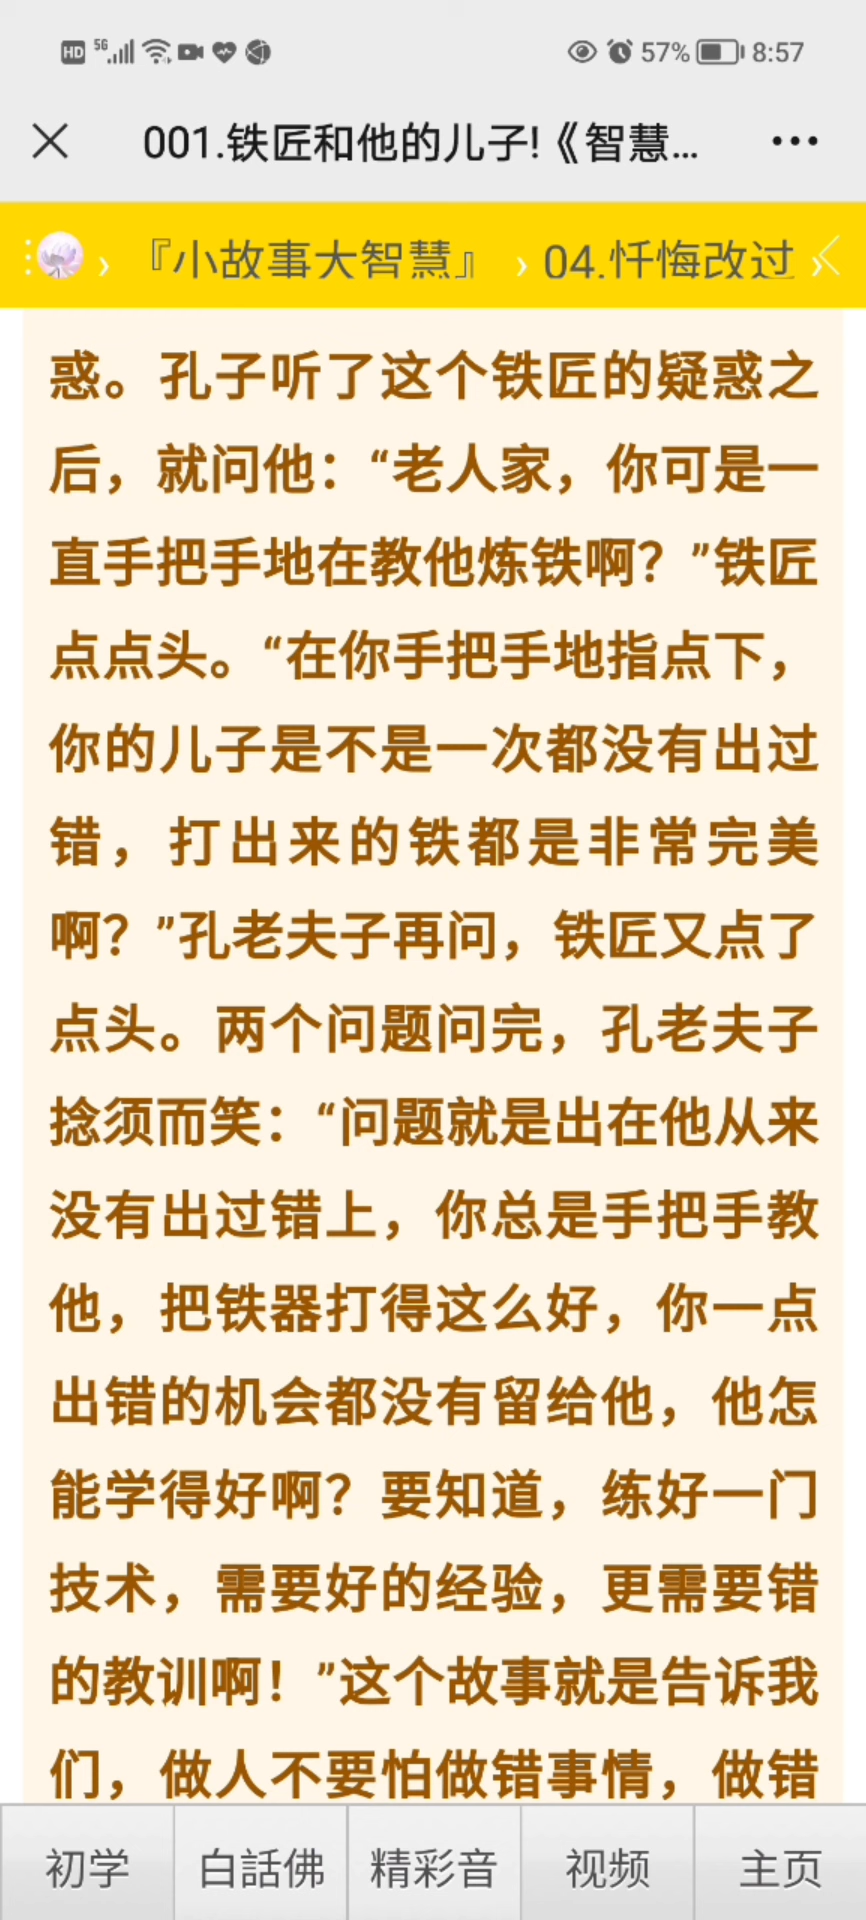 HD 5G 57% 8:57
001.铁匠和他的儿子!《智慧...
『小故事大智慧』 › 04.忏悔改过
惑。孔子听了这个铁匠的疑惑之
后，就问他：“老人家，你可是一
直手把手地在教他炼铁啊？”铁匠
点点头。“在你手把手地指点下，
你的儿子是不是一次都没有出过
错，打出来的铁都是非常完美
啊？”孔老夫子再问，铁匠又点了
点头。两个问题问完，孔老夫子
捻须而笑：“问题就是出在他从来
没有出过错上，你总是手把手教
他，把铁器打得这么好，你一点
出错的机会都没有留给他，他怎
能学得好啊？要知道，练好一门
技术，需要好的经验，更需要错
的教训啊！”这个故事就是告诉我
们，做人不要怕做错事情，做错
初学 白話佛 精彩音 视频 主页